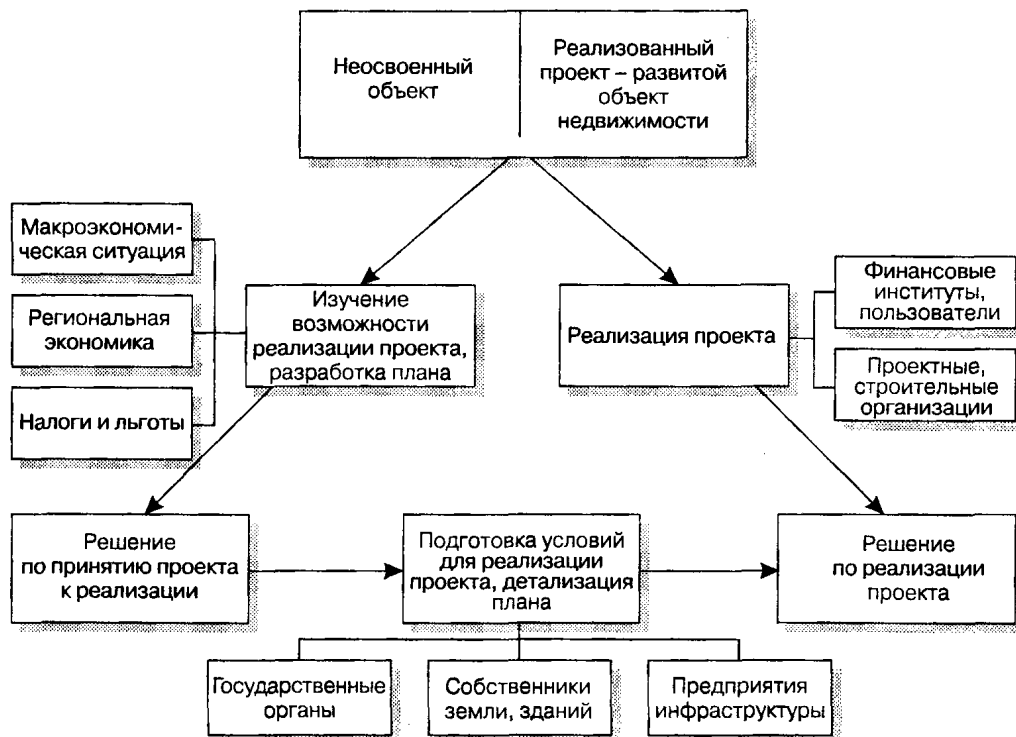 Неосвоенный
объект
Реализованный
проект – развитой
объект
недвижимости
Макроэкономи-
ческая ситуация
Региональная
экономика
Налоги и льготы
Изучение
возможности
реализации проекта,
разработка плана
Реализация проекта
Финансовые
институты,
пользователи
Проектные,
строительные
организации
Решение
по принятию проекта
к реализации
Подготовка условий
для реализации
проекта, детализация
плана
Решение
по реализации
проекта
Государственные
органы
Собственники
земли, зданий
Предприятия
инфраструктуры